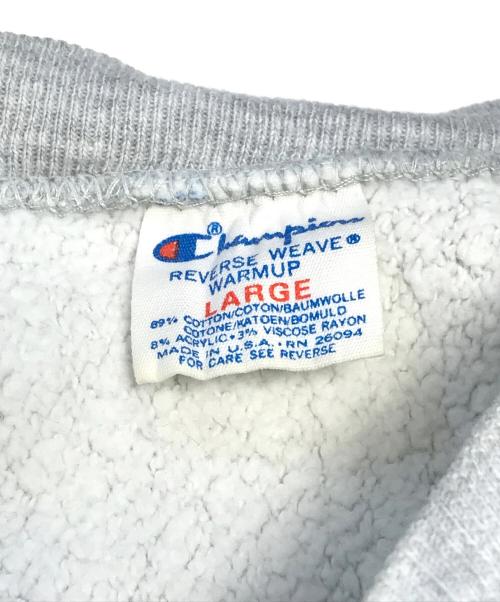 Champion®
REVERSE WEAVE®
WARMUP
LARGE
89% COTTON/COTON/BAUMWOLLE
COTONE/KATOEN/BOMULD
8% ACRYLIC•3% VISCOSE RAYON
MADE IN U.S.A.•RN 26094
FOR CARE SEE REVERSE